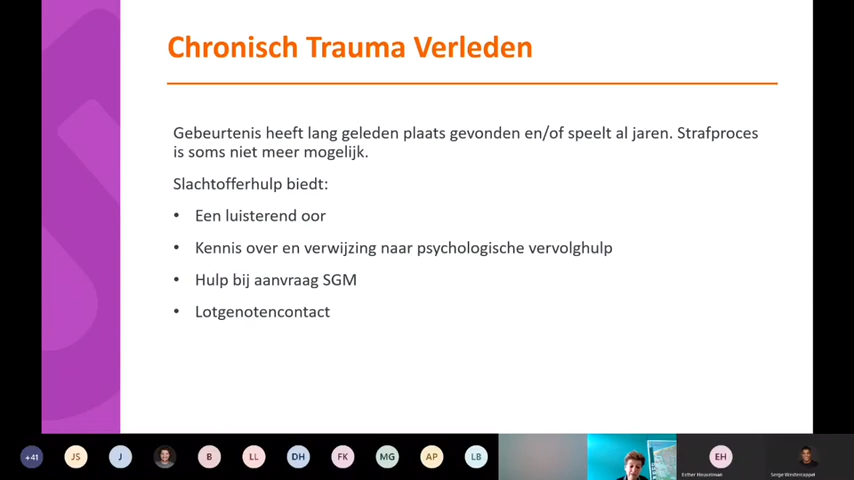 Chronisch Trauma Verleden
Gebeurtenis heeft lang geleden plaats gevonden en/of speelt al jaren. Strafproces
is soms niet meer mogelijk.
Slachtofferhulp biedt:
• Een luisterend oor
• Kennis over en verwijzing naar psychologische vervolghulp
• Hulp bij aanvraag SGM
• Lotgenotencontact
+41
JS
J
B
LL
DH
FK
MG
AP
LB
EH
Esther Heuvelman
Serge Westercappel